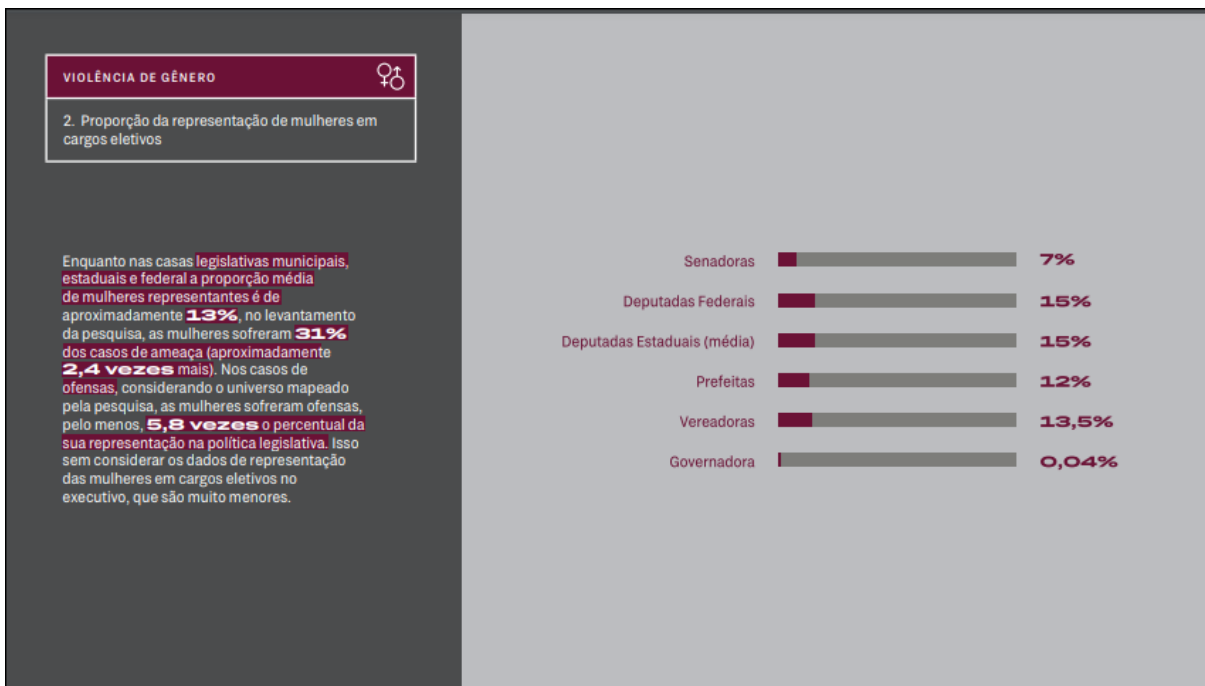 VIOLÊNCIA DE GÊNERO
2. Proporção da representação de mulheres em
cargos eletivos
Enquanto nas casas legislativas municipais,
estaduais e federal a proporção média
de mulheres representantes é de
aproximadamente 13%, no levantamento
da pesquisa, as mulheres sofreram 31%
dos casos de ameaça (aproximadamente
2,4 vezes mais). Nos casos de
ofensas, considerando o universo mapeado
pela pesquisa, as mulheres sofreram ofensas,
pelo menos, 5,8 vezes o percentual da
sua representação na política legislativa. Isso
sem considerar os dados de representação
das mulheres em cargos eletivos no
executivo, que são muito menores.
Senadoras 7%
Deputadas Federais 15%
Deputadas Estaduais (média) 15%
Prefeitas 12%
Vereadoras 13,5%
Governadora 0,04%